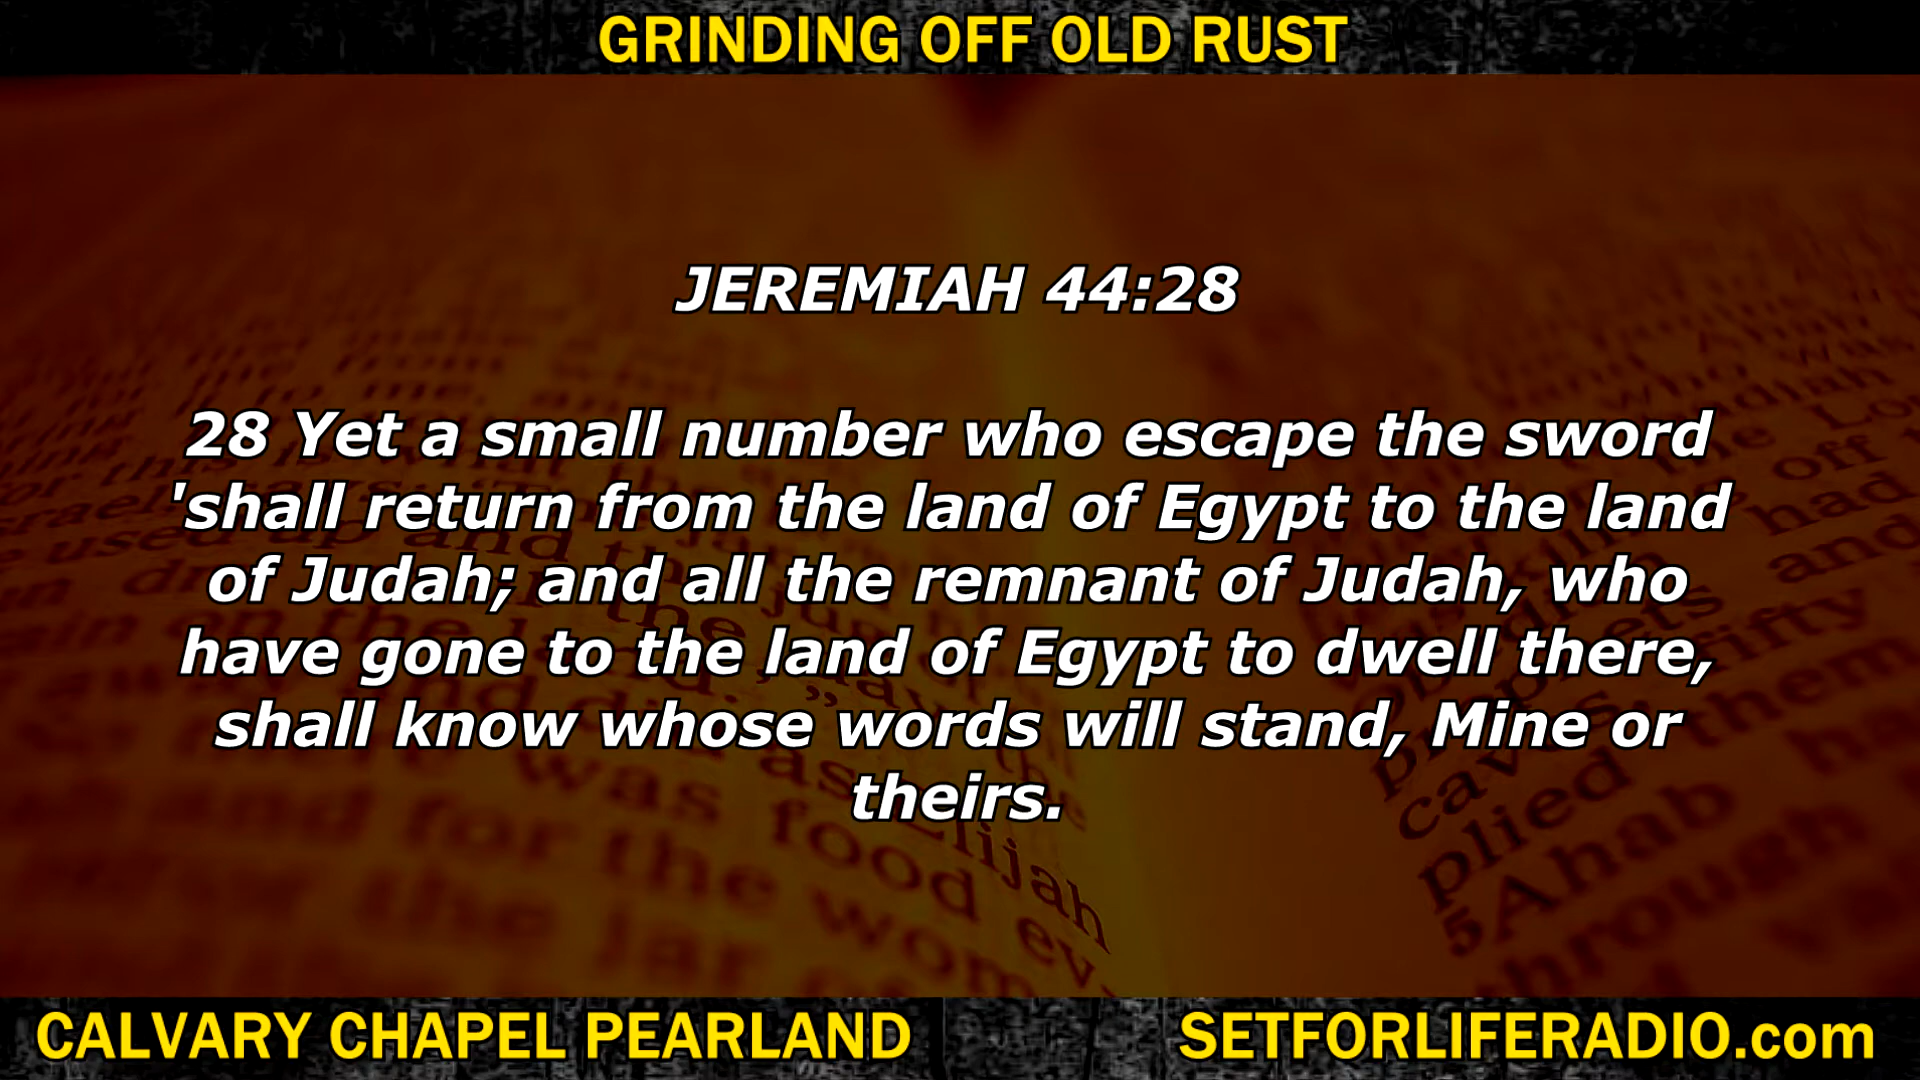 GRINDING OFF OLD RUST
JEREMIAH 44:28
28 Yet a small number who escape the sword
'shall return from the land of Egypt to the land
of Judah; and all the remnant of Judah, who
have gone to the land of Egypt to dwell there,
shall know whose words will stand, Mine or
theirs.
CALVARY CHAPEL PEARLAND
SETFORLIFERADIO.com